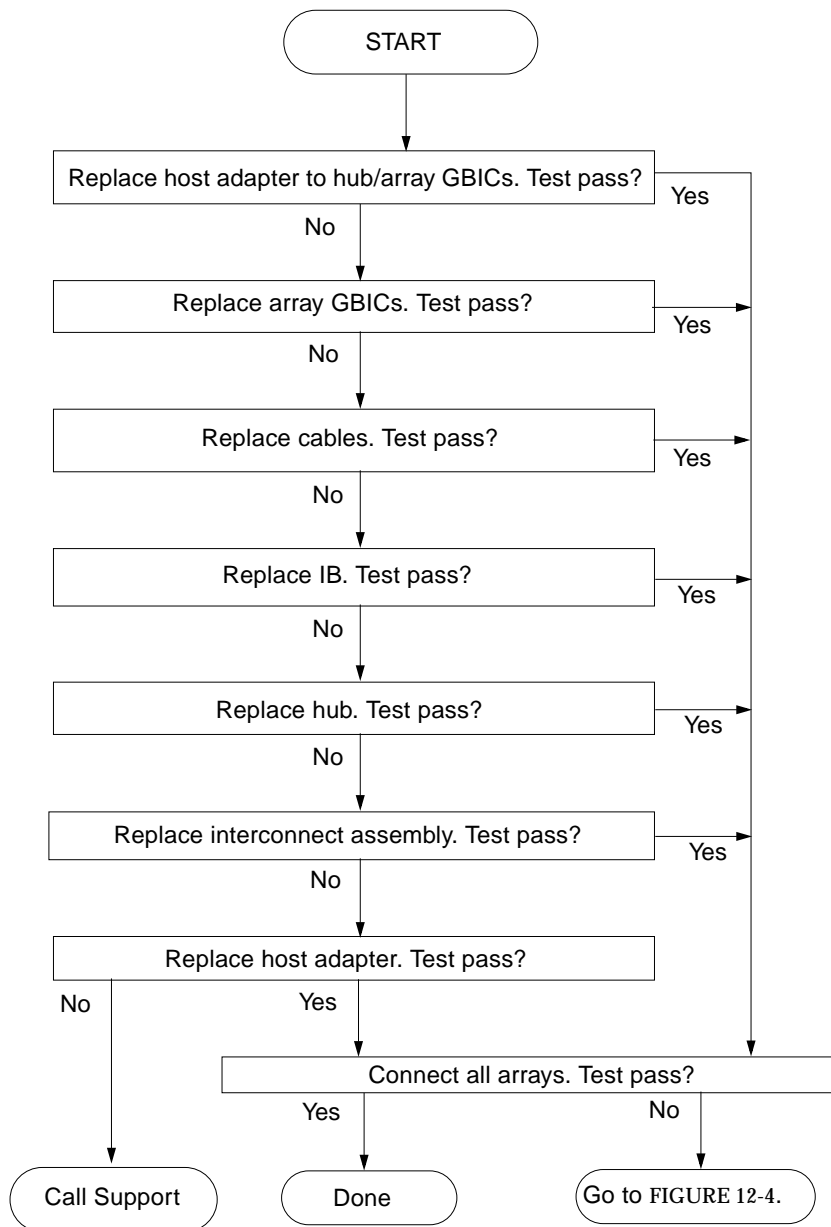 START
Replace host adapter to hub/array GBICs. Test pass?
Yes
No
Replace array GBICs. Test pass?
Yes
No
Replace cables. Test pass?
Yes
No
Replace IB. Test pass?
Yes
No
Replace hub. Test pass?
Yes
No
Replace interconnect assembly. Test pass?
Yes
No
Replace host adapter. Test pass?
No
Yes
Connect all arrays. Test pass?
Yes
No
Call Support
Done
Go to FIGURE 12-4.